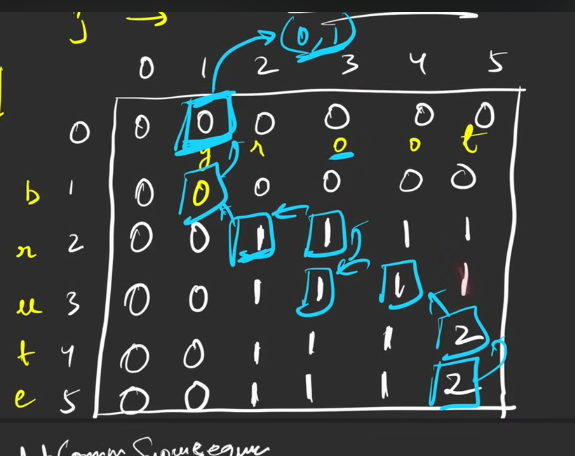 j → (0,1)
0 1 2 3 4 5
0 0 0 0 0 0 0
g r o o t
b 1 0 0 0 0 0 0
r 2 0 0 1 1 1 1
u 3 0 0 1 1 1 1
t 4 0 0 1 1 1 2
e 5 0 0 1 1 1 2